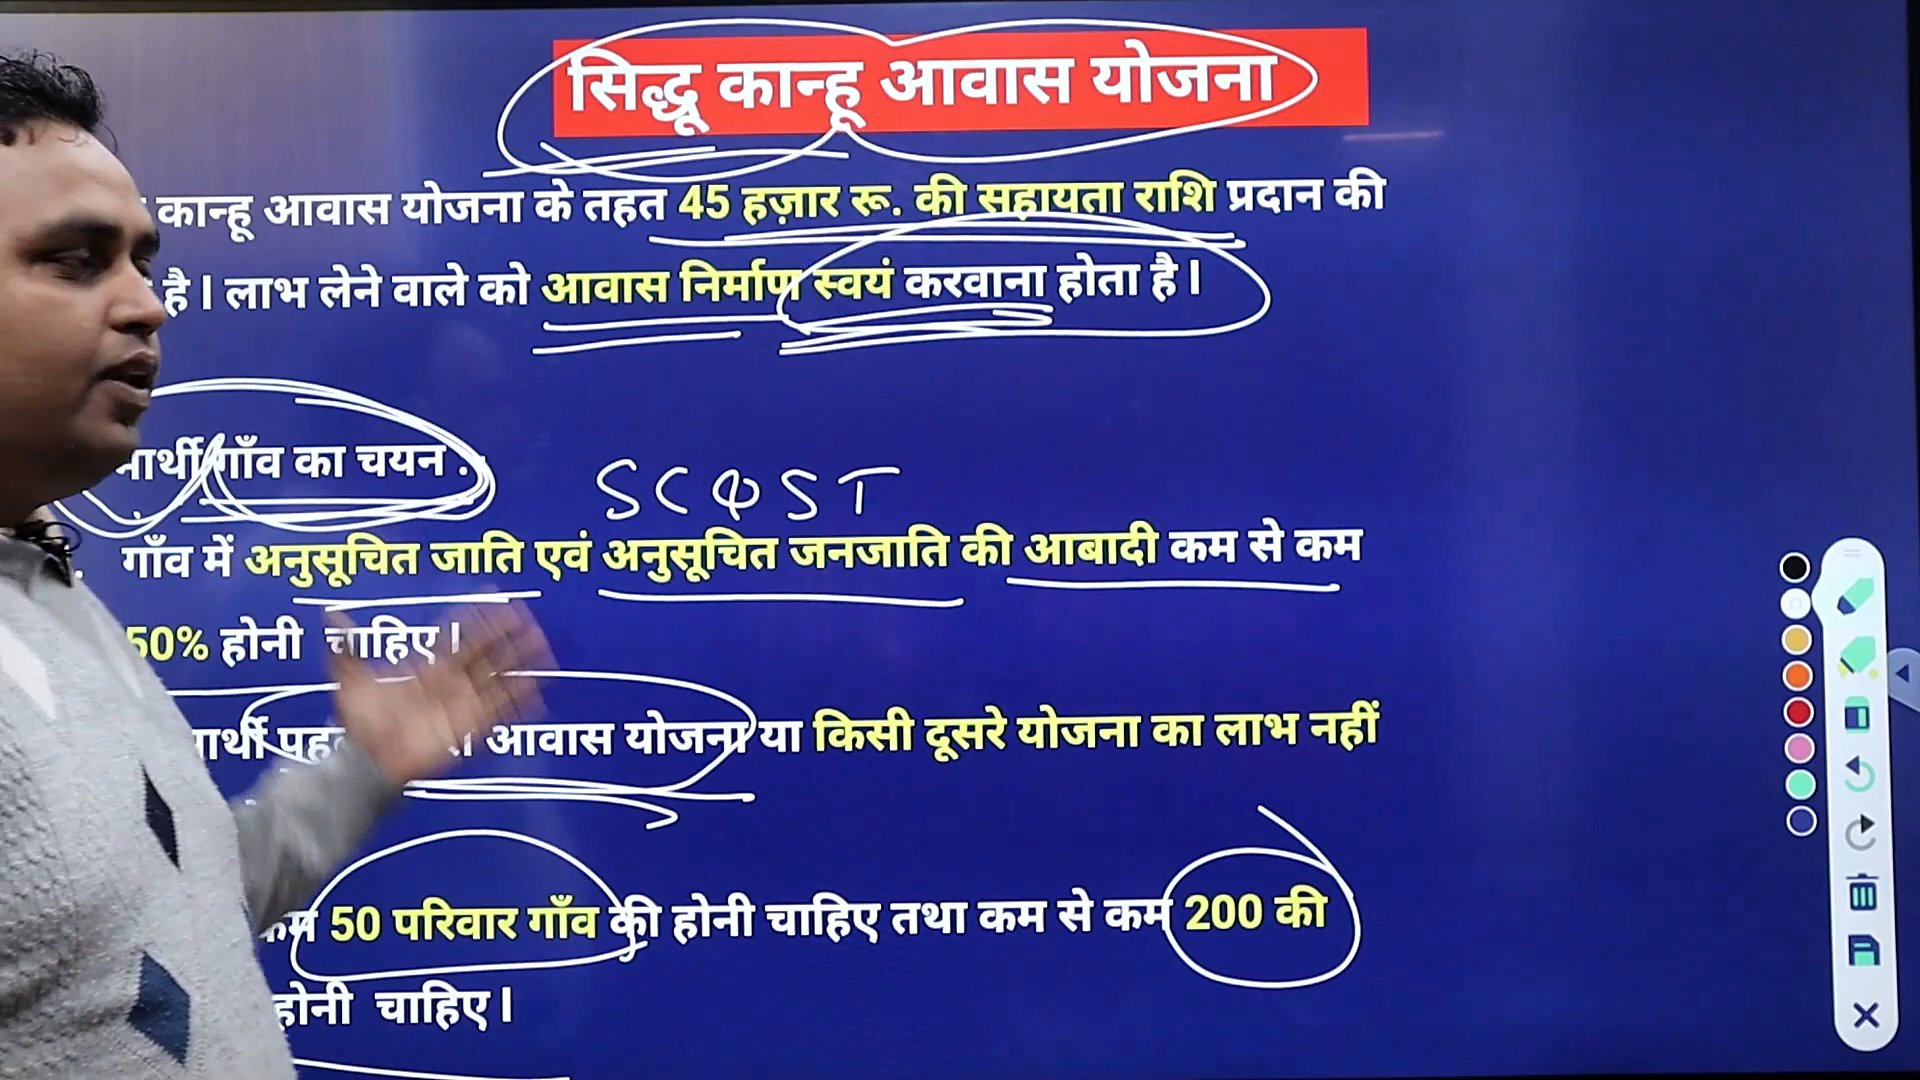 सिद्धू कान्हू आवास योजना
कान्हू आवास योजना के तहत 45 हज़ार रू. की सहायता राशि प्रदान की
है । लाभ लेने वाले को आवास निर्माण स्वयं करवाना होता है ।
गाँव का चयन :
SC & ST
गाँव में अनुसूचित जाति एवं अनुसूचित जनजाति की आबादी कम से कम
50% होनी चाहिए ।
आवास योजना या किसी दूसरे योजना का लाभ नहीं
50 परिवार गाँव की होनी चाहिए तथा कम से कम 200 की
होनी चाहिए ।